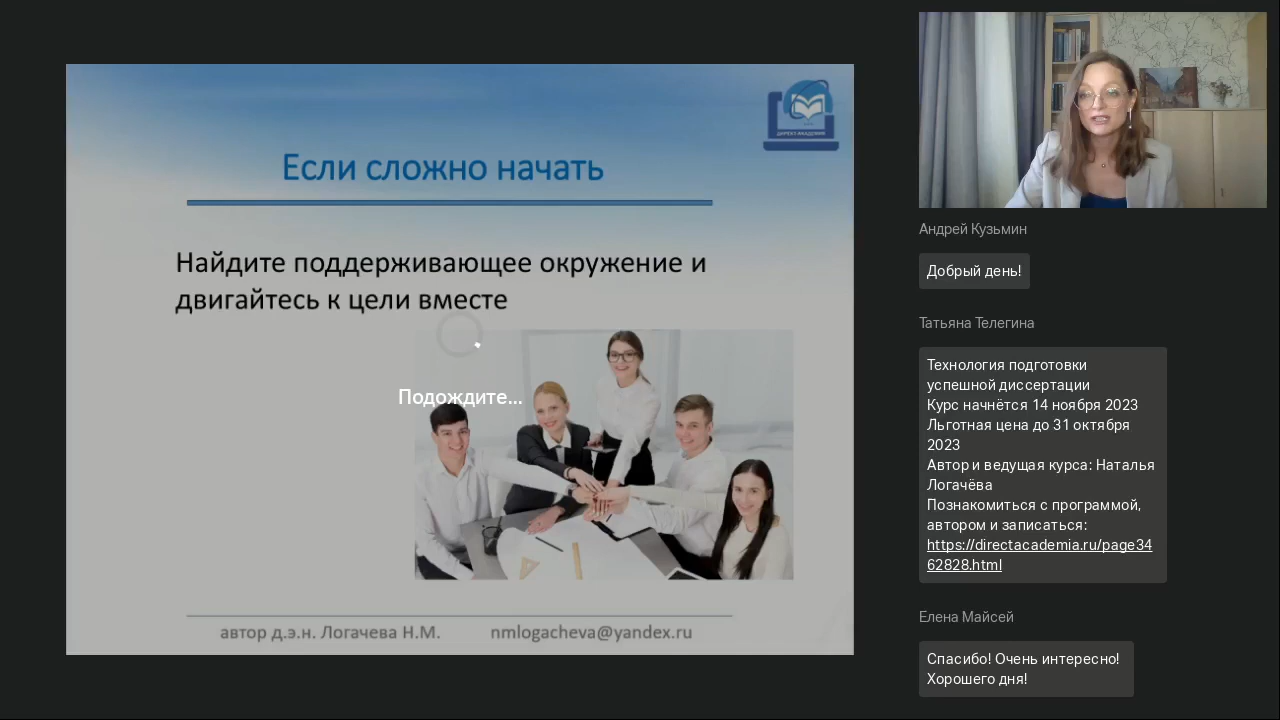 ДИРЕКТ-АКАДЕМИЯ
Если сложно начать
Найдите поддерживающее окружение и
двигайтесь к цели вместе
Подождите...
автор д.э.н. Логачева Н.М. nmlogacheva@yandex.ru
Андрей Кузьмин
Добрый день!
Татьяна Телегина
Технология подготовки
успешной диссертации
Курс начнётся 14 ноября 2023
Льготная цена до 31 октября
2023
Автор и ведущая курса: Наталья
Логачёва
Познакомиться с программой,
автором и записаться:
https://directacademia.ru/page34
62828.html
Елена Майсей
Спасибо! Очень интересно!
Хорошего дня!